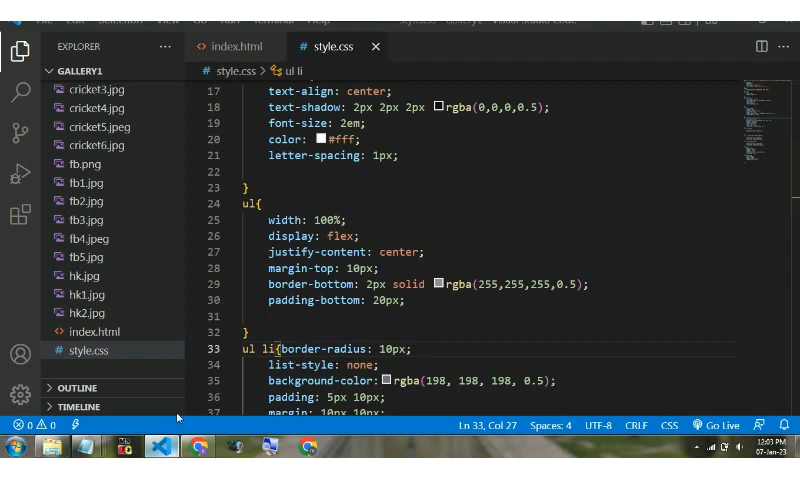 EXPLORER
index.html
style.css
GALLERY1
style.css > ul li
cricket3.jpg
cricket4.jpg
cricket5.jpeg
cricket6.jpg
fb.png
fb1.jpg
fb2.jpg
fb3.jpg
fb4.jpeg
fb5.jpg
hk.jpg
hk1.jpg
hk2.jpg
index.html
style.css
OUTLINE
TIMELINE
17 text-align: center;
18 text-shadow: 2px 2px 2px rgba(0,0,0,0.5);
19 font-size: 2em;
20 color: #fff;
21 letter-spacing: 1px;
22
23 }
24 ul{
25 width: 100%;
26 display: flex;
27 justify-content: center;
28 margin-top: 10px;
29 border-bottom: 2px solid rgba(255,255,255,0.5);
30 padding-bottom: 20px;
31
32 }
33 ul li{border-radius: 10px;
34 list-style: none;
35 background-color: rgba(198, 198, 198, 0.5);
36 padding: 5px 10px;
37 margin: 10px 10px;
0 0 Ln 33, Col 27 Spaces: 4 UTF-8 CRLF CSS Go Live
12:03 PM
07-Jan-23